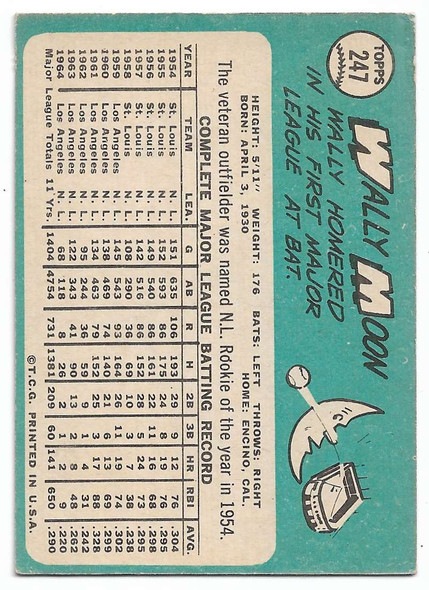 TOPPS
247
WALLY MOON
WALLY HOMERED
IN HIS FIRST MAJOR
LEAGUE AT BAT.
HEIGHT: 5'11" WEIGHT: 176 BATS: LEFT THROWS: RIGHT
BORN: APRIL 3, 1930 HOME: ENCINO, CAL.
The veteran outfielder was named N.L. Rookie of the year in 1954.
COMPLETE MAJOR LEAGUE BATTING RECORD
YEAR TEAM LEA. G AB R H 2B 3B HR RBI AVG.
1954 St. Louis N. L. 151 635 106 193 29 9 12 76 .304
1955 St. Louis N. L. 152 593 86 175 24 8 19 76 .295
1956 St. Louis N. L. 149 540 86 161 22 11 16 68 .298
1957 St. Louis N. L. 142 516 86 152 28 5 24 73 .295
1958 St. Louis N. L. 108 290 36 69 10 3 7 38 .238
1959 Los Angeles N. L. 145 543 93 164 26 11 19 74 .302
1960 Los Angeles N. L. 138 469 74 140 21 6 13 69 .299
1961 Los Angeles N. L. 134 463 79 152 25 3 17 88 .328
1962 Los Angeles N. L. 95 244 36 59 9 1 4 31 .242
1963 Los Angeles N. L. 122 343 41 90 13 2 8 48 .262
1964 Los Angeles N. L. 68 118 8 26 2 1 2 9 .220
Major League Totals 11 Yrs. 1404 4754 731 1381 209 60 141 650 .290
© T.C.G. PRINTED IN U.S.A.